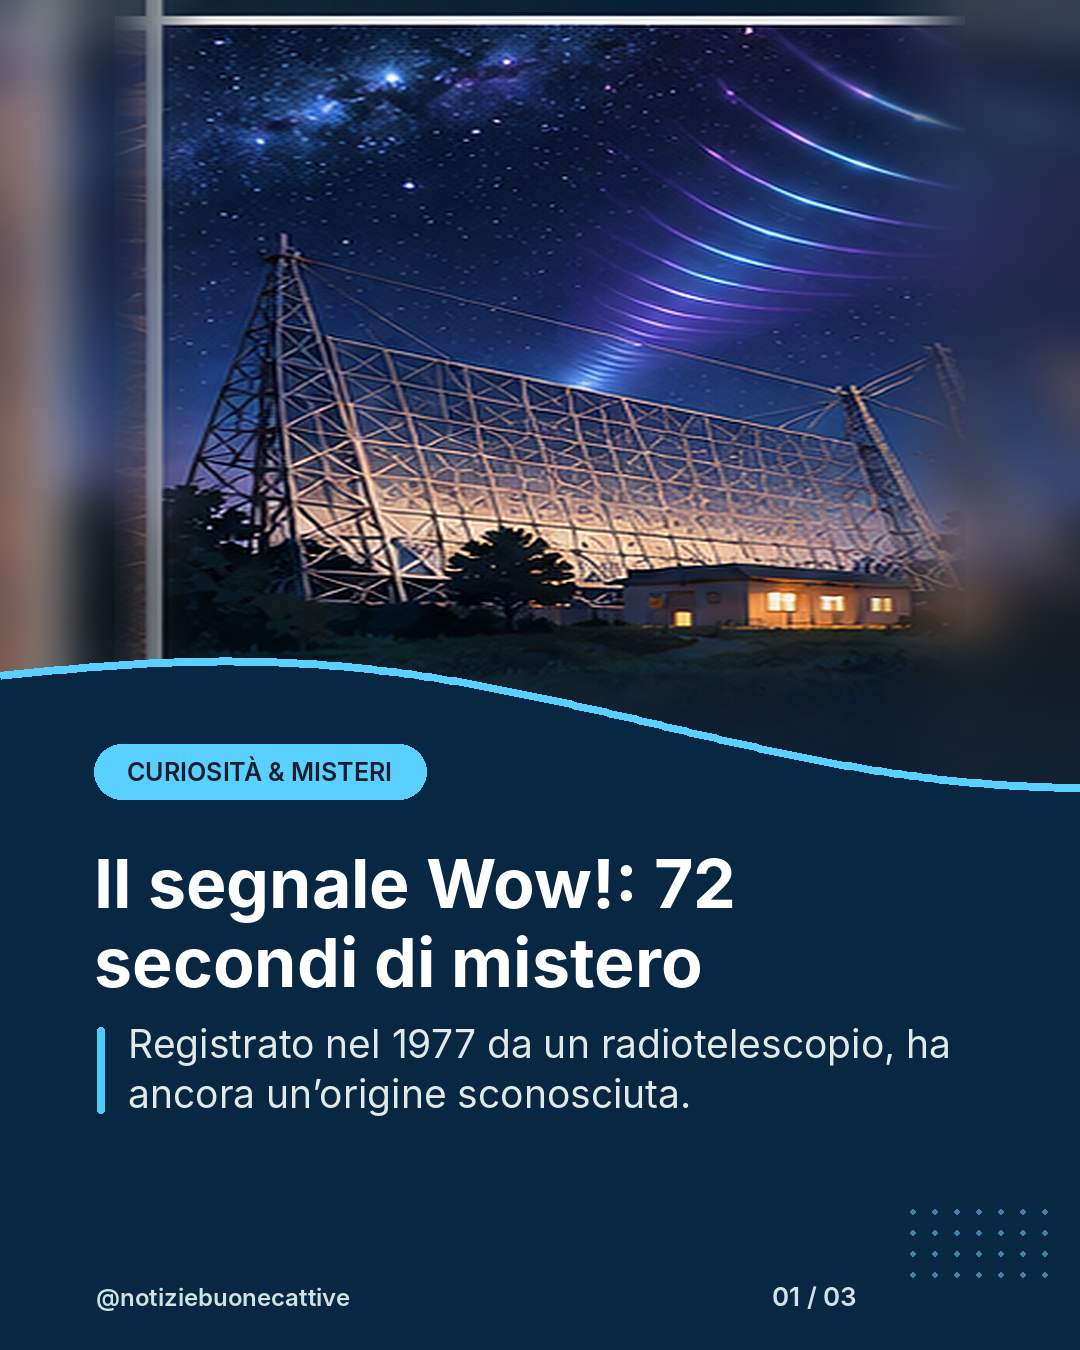 CURIOSITÀ & MISTERI
Il segnale Wow!: 72
secondi di mistero
Registrato nel 1977 da un radiotelescopio, ha
ancora un’origine sconosciuta.
@notiziebuonecattive
01 / 03